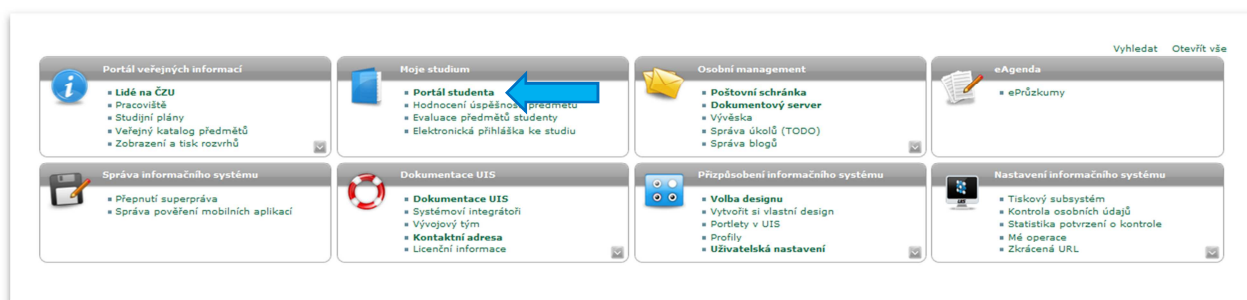 Vyhledat Otevřít vše
Portál veřejných informací
Lidé na ČZU
Pracoviště
Studijní plány
Veřejný katalog předmětů
Zobrazení a tisk rozvrhů
Moje studium
Portál studenta
Hodnocení úspěšnosti předmětu
Evaluace předmětů studenty
Elektronická přihláška ke studiu
Osobní management
Poštovní schránka
Dokumentový server
Vývěska
Správa úkolů (TODO)
Správa blogů
eAgenda
ePrůzkumy
Správa informačního systému
Přepnutí superpráva
Správa pověření mobilních aplikací
Dokumentace UIS
Dokumentace UIS
Systémoví integrátoři
Vývojový tým
Kontaktní adresa
Licenční informace
Přizpůsobení informačního systému
Volba designu
Vytvořit si vlastní design
Portlety v UIS
Profily
Uživatelská nastavení
Nastavení informačního systému
Tiskový subsystém
Kontrola osobních údajů
Statistika potvrzení o kontrole
Mé operace
Zkrácená URL